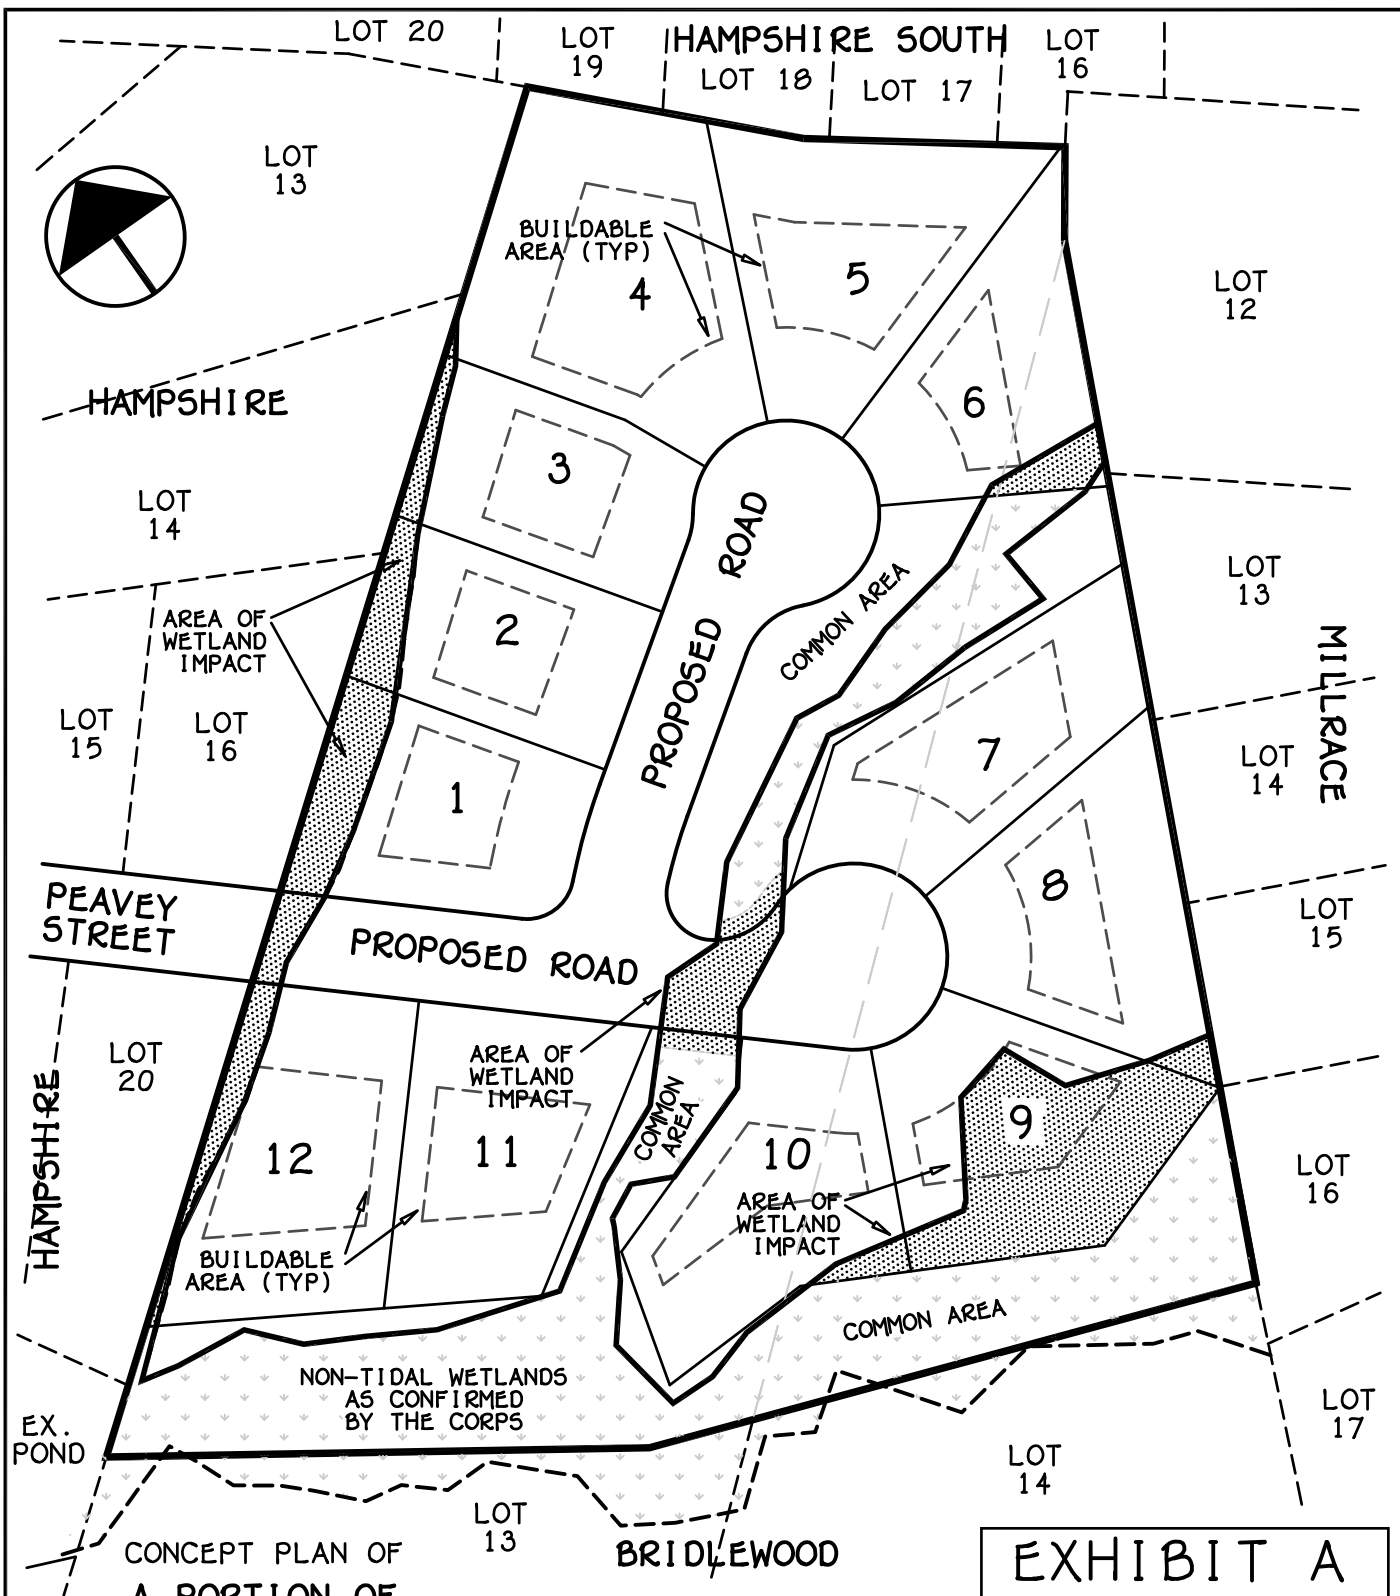 LOT 20
LOT
19
HAMPSHIRE SOUTH
LOT 18
LOT 17
LOT
16
LOT
13
BUILDABLE
AREA (TYP)
4
5
6
LOT
12
HAMPSHIRE
3
LOT
14
PROPOSED ROAD
COMMON AREA
LOT
13
AREA OF
WETLAND
IMPACT
2
MILLRACE
LOT
15
LOT
16
7
LOT
14
1
8
PEAVEY
STREET
PROPOSED ROAD
LOT
15
LOT
20
AREA OF
WETLAND
IMPACT
COMMON
AREA
9
HAMPSHIRE
12
11
10
LOT
16
AREA OF
WETLAND
IMPACT
BUILDABLE
AREA (TYP)
COMMON AREA
NON-TIDAL WETLANDS
AS CONFIRMED
BY THE CORPS
EX.
POND
LOT
17
LOT
14
LOT
13
CONCEPT PLAN OF
A PORTION OF
BRIDLEWOOD
EXHIBIT A